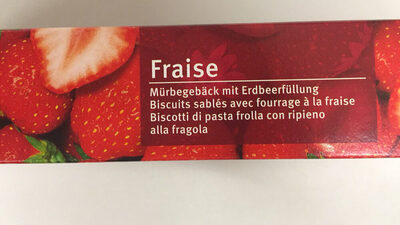 Fraise
Mürbegebäck mit Erdbeerfüllung
Biscuits sablés avec fourrage à la fraise
Biscotti di pasta frolla con ripieno
alla fragola